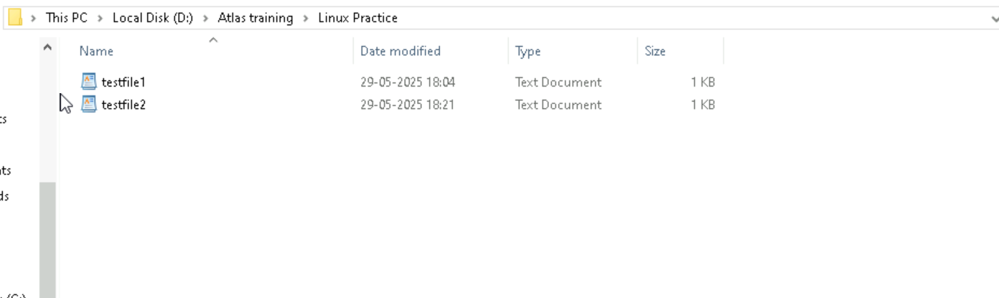 This PC > Local Disk (D:) > Atlas training > Linux Practice
Name Date modified Type Size
testfile1 29-05-2025 18:04 Text Document 1 KB
testfile2 29-05-2025 18:21 Text Document 1 KB
ts
nts
ds
(C:)